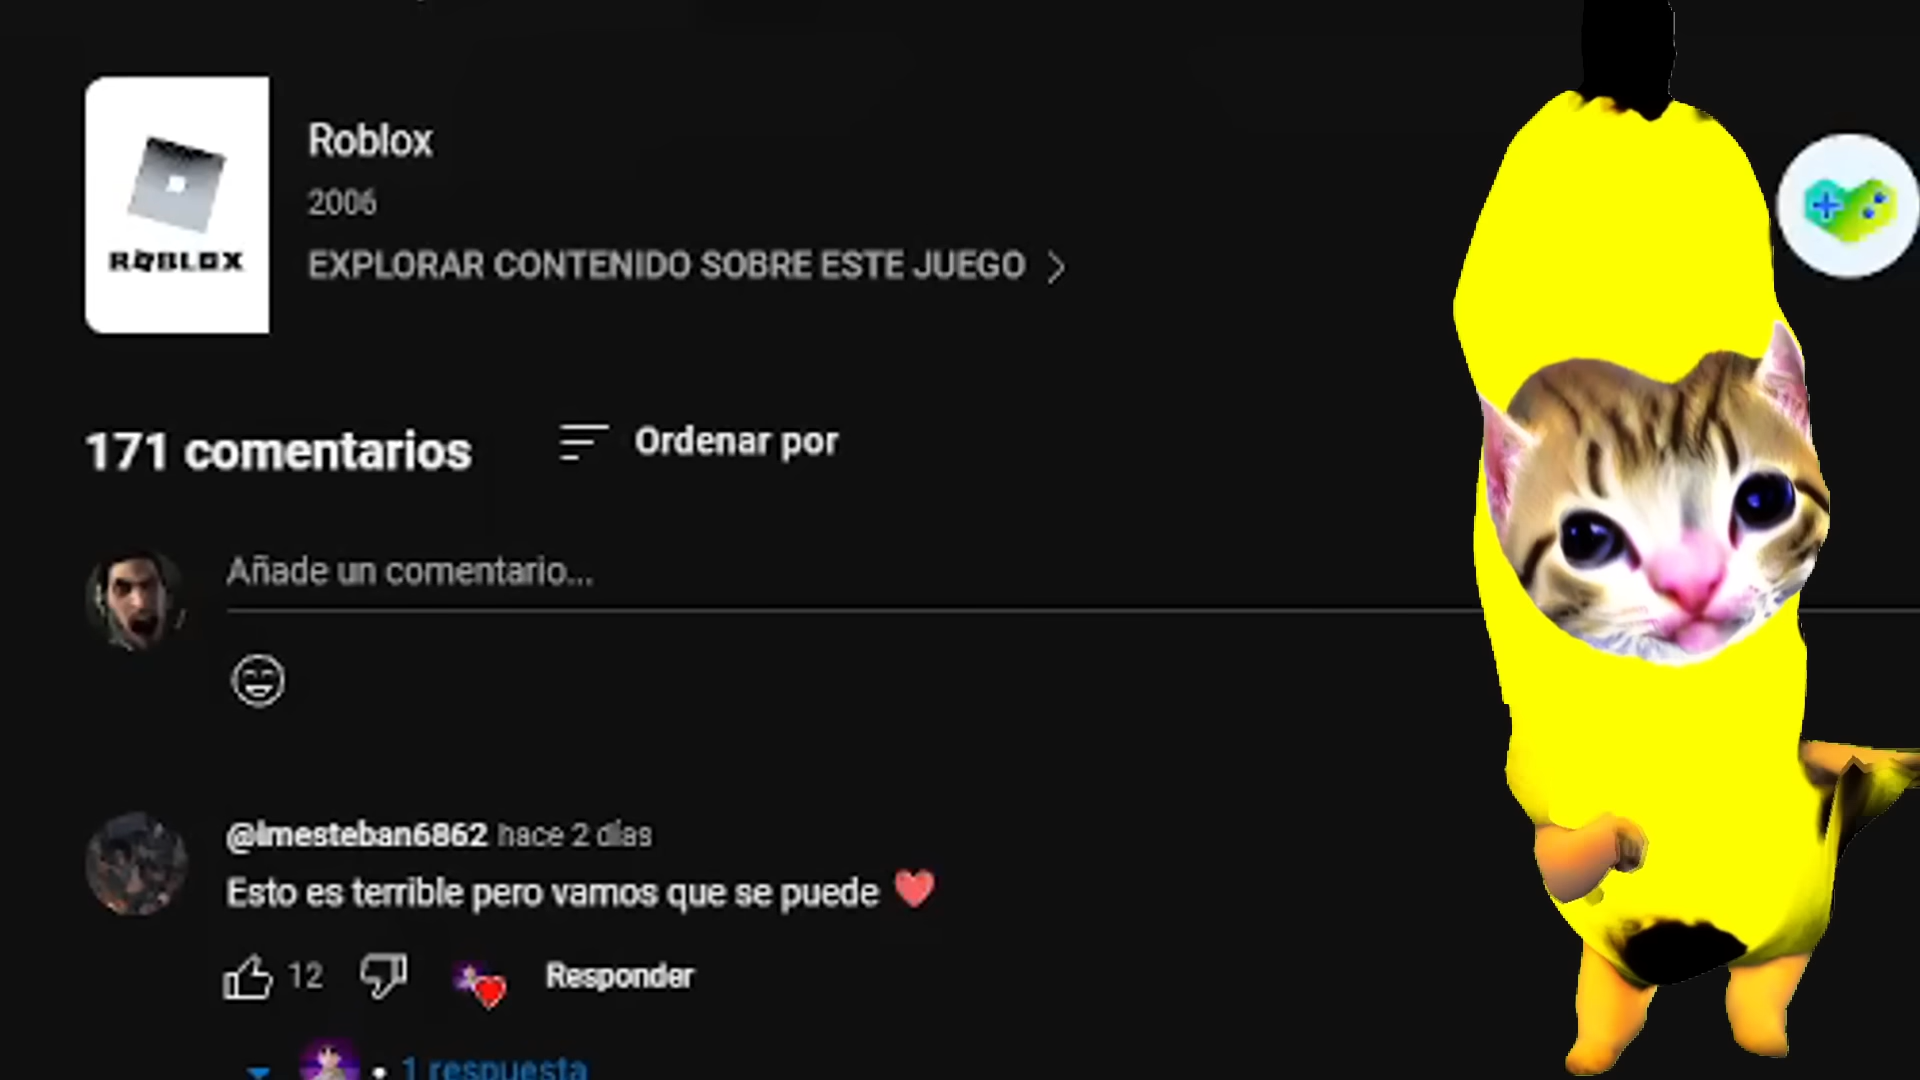 Roblox
2006
EXPLORAR CONTENIDO SOBRE ESTE JUEGO
ROBLOX
171 comentarios
Ordenar por
Añade un comentario...
@imesteban6862 hace 2 días
Esto es terrible pero vamos que se puede ❤️
12
Responder
1 respuesta